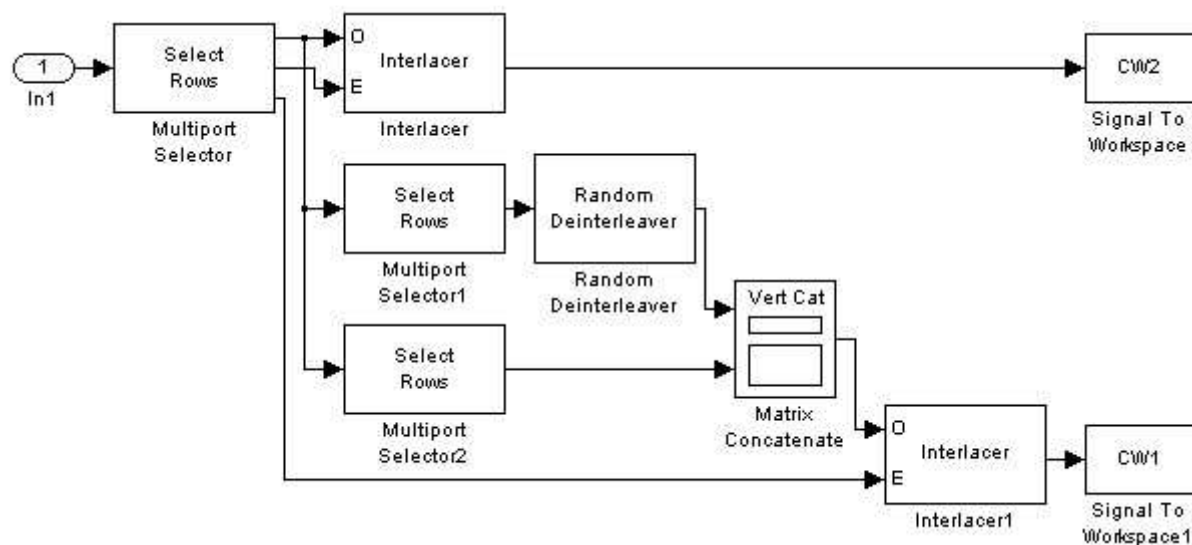 1
In1
Select
Rows
Multiport
Selector
O
E
Interlacer
Interlacer
CW2
Signal To
Workspace
Select
Rows
Multiport
Selector1
Random
Deinterleaver
Random
Deinterleaver
Select
Rows
Multiport
Selector2
Vert Cat
Matrix
Concatenate
O
E
Interlacer
Interlacer1
CW1
Signal To
Workspace1